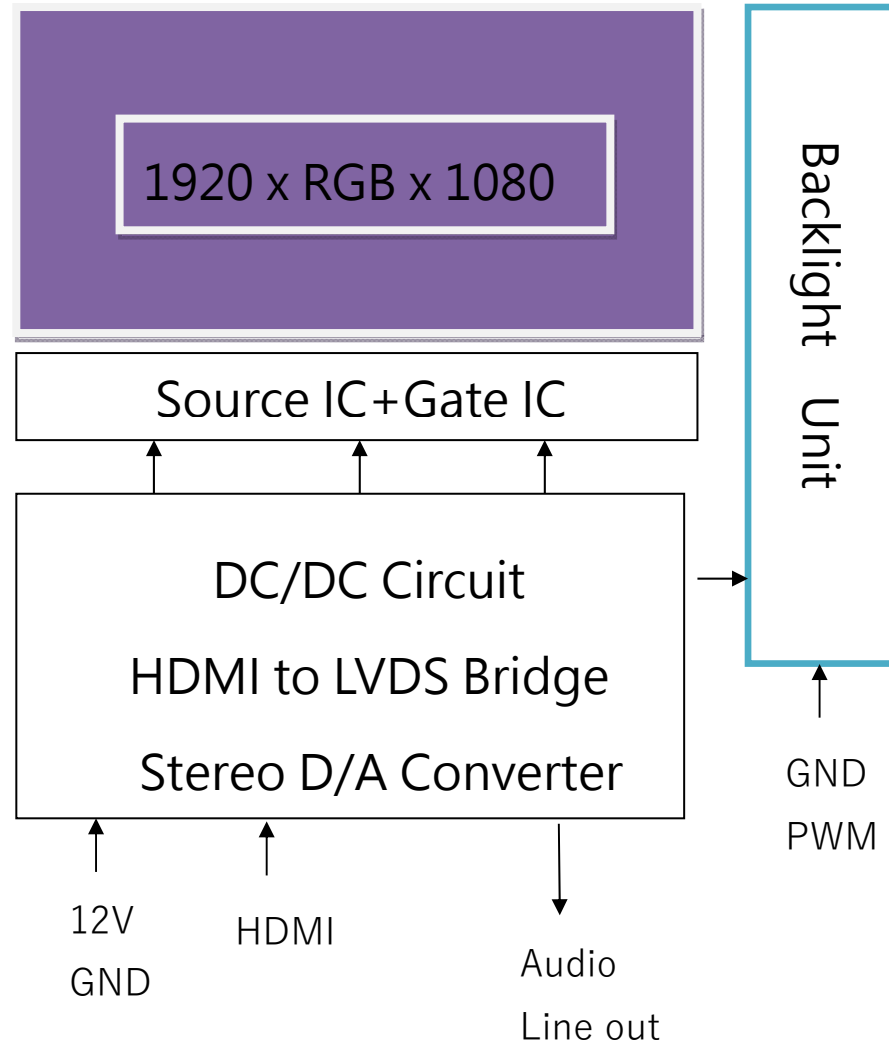 1920 x RGB x 1080
Source IC+Gate IC
DC/DC Circuit
HDMI to LVDS Bridge
Stereo D/A Converter
Backlight Unit
12V
GND
HDMI
Audio
Line out
GND
PWM